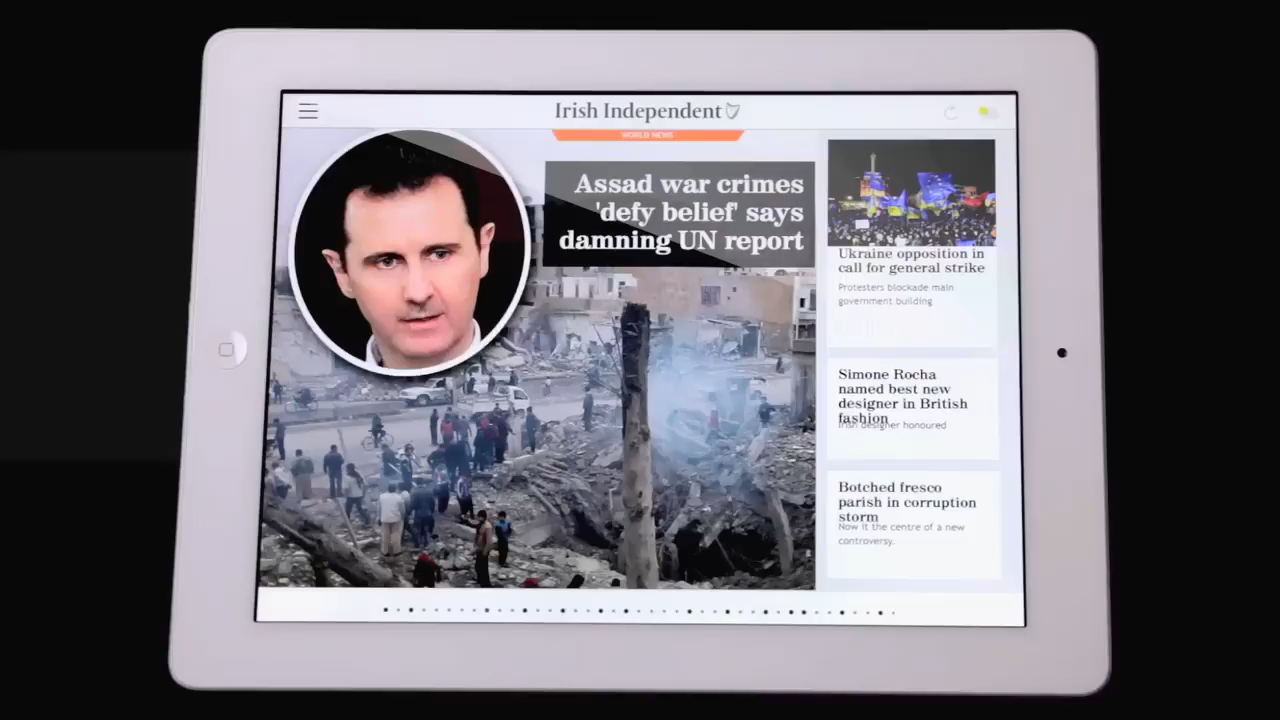 Irish Independent
WORLD NEWS
Assad war crimes
'defy belief' says
damning UN report
Ukraine opposition in
call for general strike
Protesters blockade main
government building
Simone Rocha
named best new
designer in British
fashion
Irish designer honoured
Botched fresco
parish in corruption
storm
Now it the centre of a new
controversy.